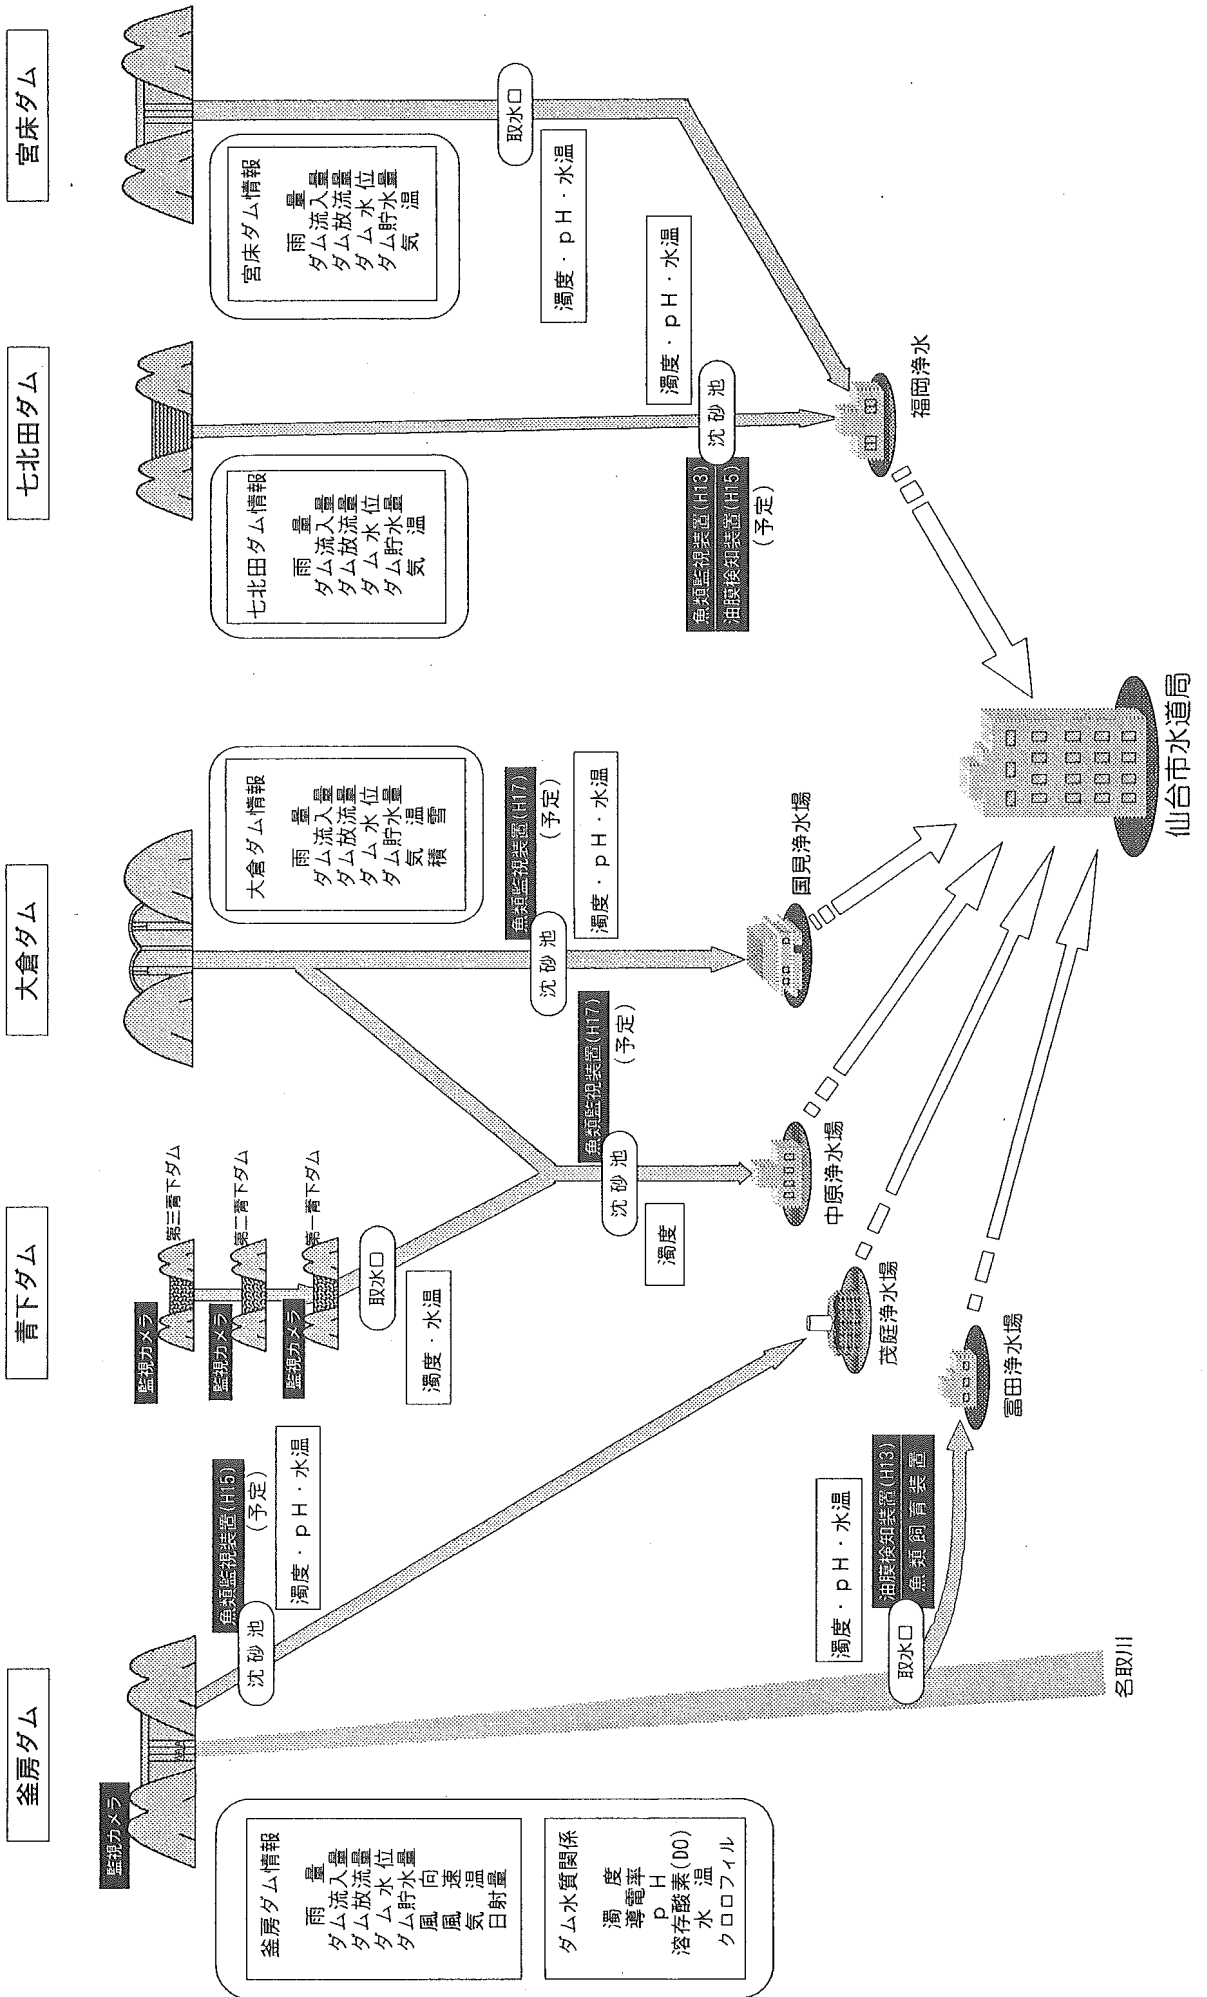 釜房ダム
監視カメラ
釜房ダム情報
雨量
ダム流入量
ダム放流量
ダム水位
ダム貯水量
風向
風速
気温
日射量
ダム水質関係
濁度
導電率
pH
溶存酸素(DO)
水温
クロロフィル
魚類監視装置(H15)
(予定)
沈砂池
濁度・pH・水温
濁度・pH・水温
油膜検知装置(H13)
魚類飼育装置
取水口
名取川
富田浄水場
茂庭浄水場
青下ダム
第三青下ダム
監視カメラ
第二青下ダム
監視カメラ
第一青下ダム
監視カメラ
取水口
濁度・水温
魚類監視装置(H17)
(予定)
沈砂池
濁度
中原浄水場
大倉ダム
大倉ダム情報
雨量
ダム流入量
ダム放流量
ダム水位
ダム貯水量
気温
積雪
魚類監視装置(H17)
(予定)
沈砂池
濁度・pH・水温
国見浄水場
七北田ダム
七北田ダム情報
雨量
ダム流入量
ダム放流量
ダム水位
ダム貯水量
気温
魚類監視装置(H13)
油膜検知装置(H15)
(予定)
沈砂池
濁度・pH・水温
福岡浄水
宮床ダム
宮床ダム情報
雨量
ダム流入量
ダム放流量
ダム水位
ダム貯水量
気温
取水口
濁度・pH・水温
仙台市水道局